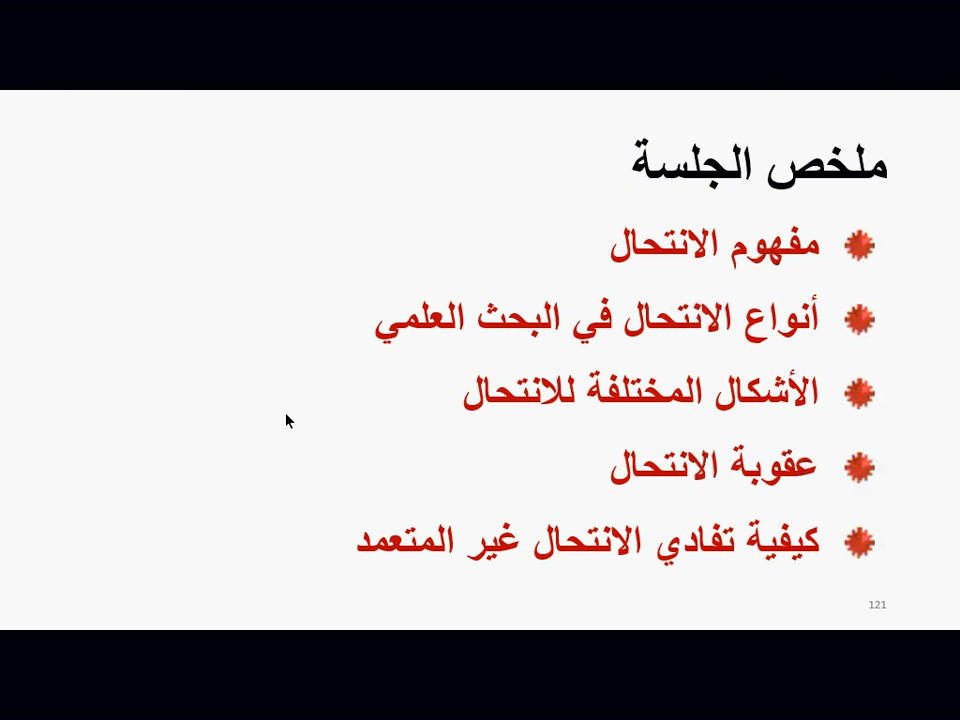 ملخص الجلسة
مفهوم الانتحال
أنواع الانتحال في البحث العلمي
الأشكال المختلفة للانتحال
عقوبة الانتحال
كيفية تفادي الانتحال غير المتعمد
121